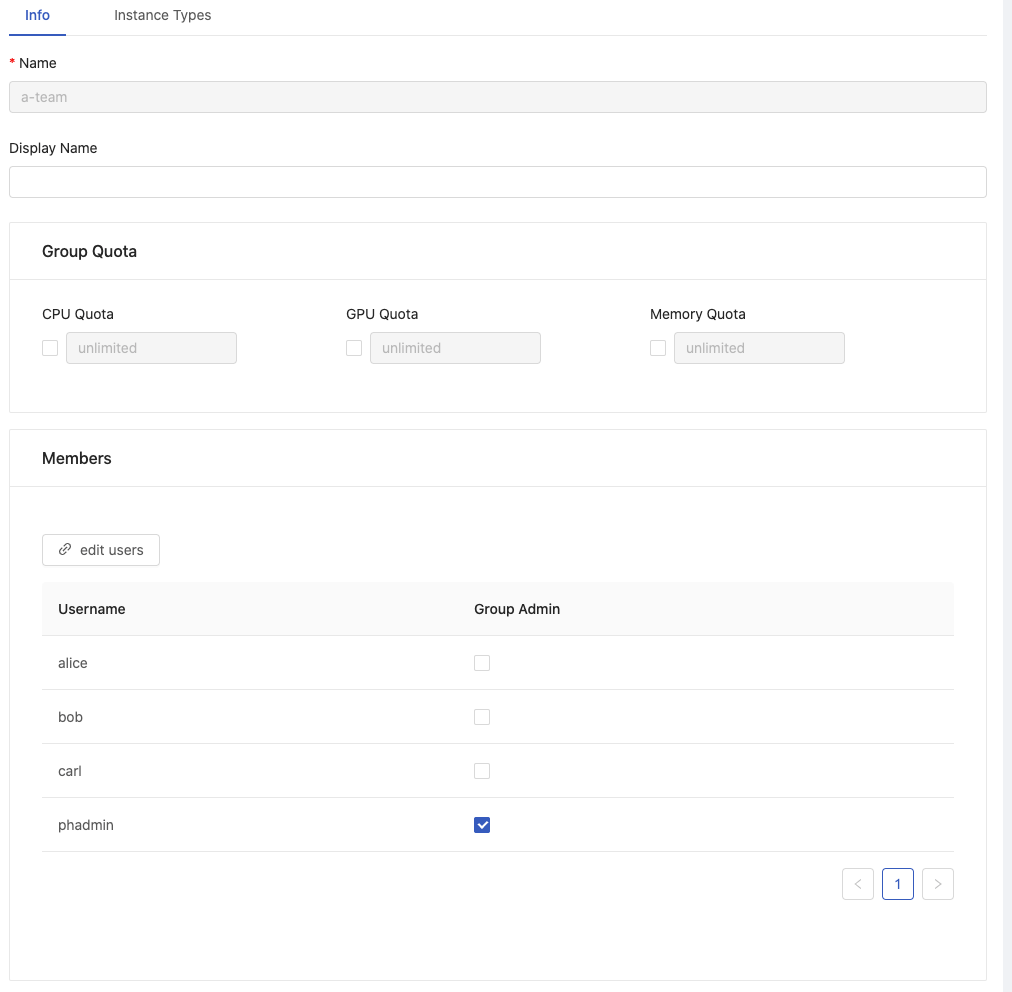 Info Instance Types
* Name
a-team
Display Name
Group Quota
CPU Quota GPU Quota Memory Quota
unlimited unlimited unlimited
Members
edit users
Username Group Admin
alice
bob
carl
phadmin
< 1 >